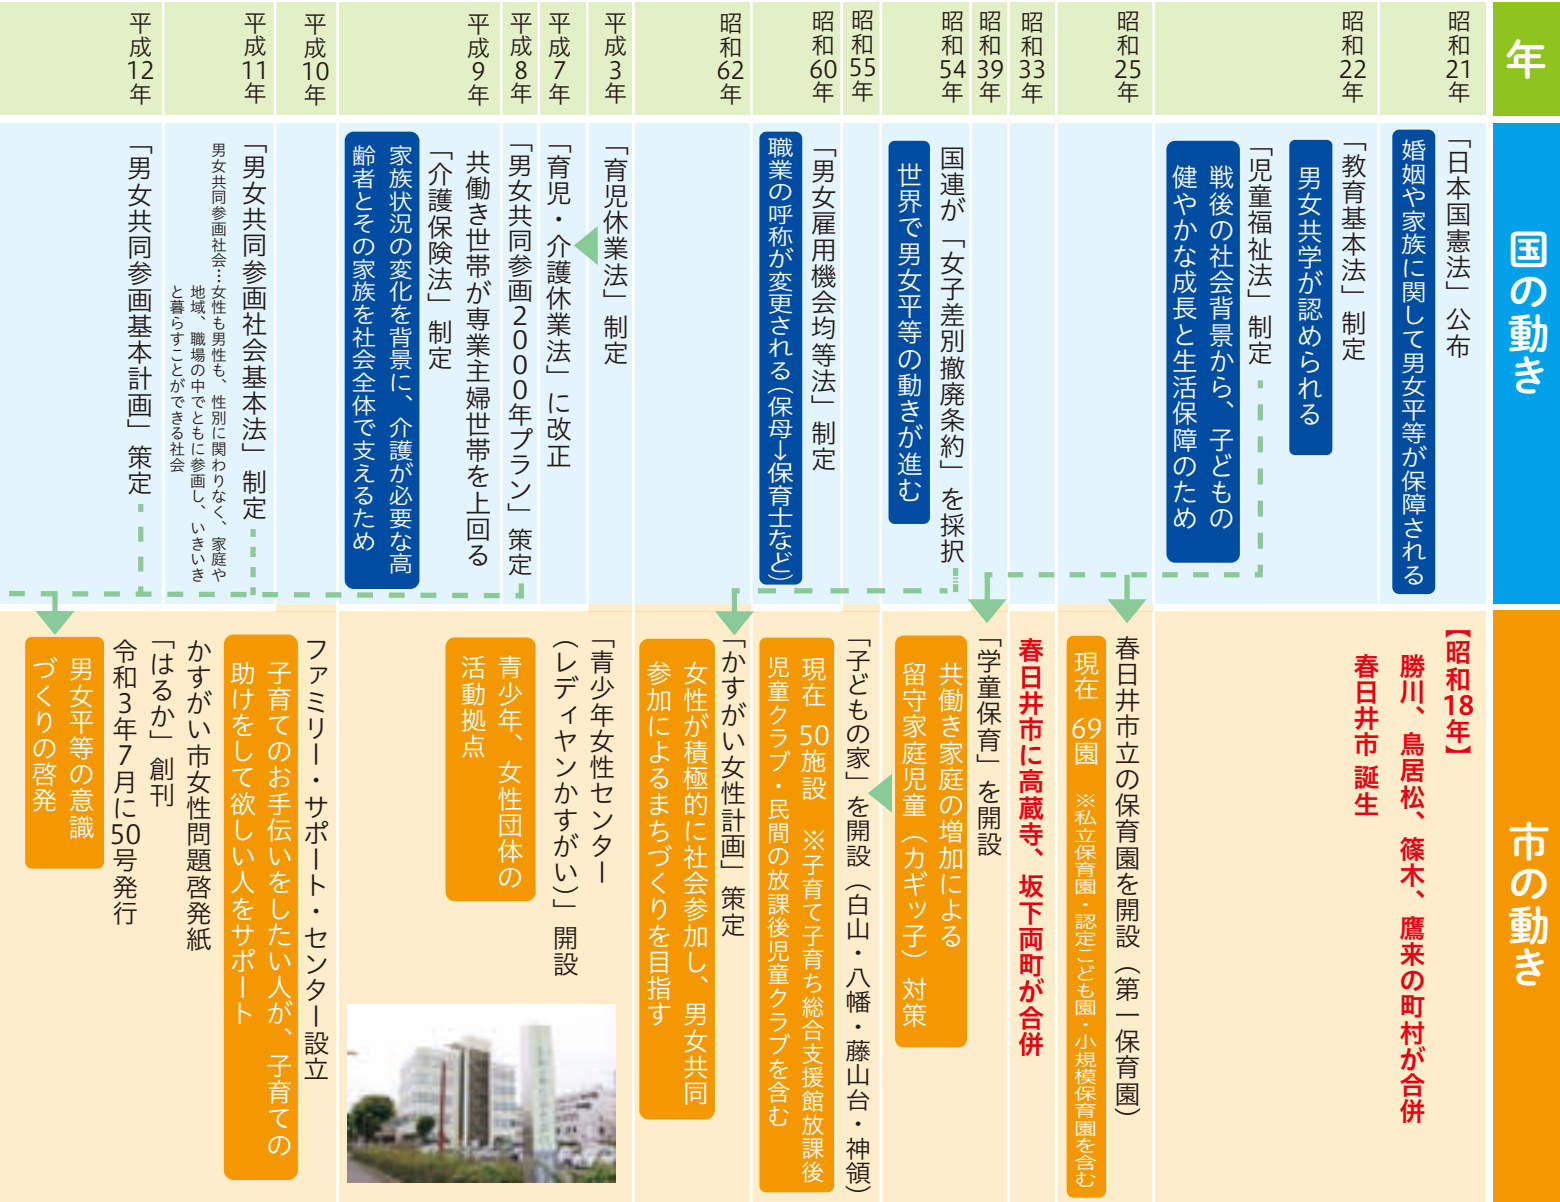 年
昭和21年
昭和22年
昭和25年
昭和33年
昭和39年
昭和54年
昭和55年
昭和60年
昭和62年
平成3年
平成7年
平成8年
平成9年
平成10年
平成11年
平成12年
国の動き
「日本国憲法」公布
婚姻や家族に関して男女平等が保障される
「教育基本法」制定
男女共学が認められる
「児童福祉法」制定
戦後の社会背景から、子どもの
健やかな成長と生活保障のため
国連が「女子差別撤廃条約」を採択
世界で男女平等の動きが進む
「男女雇用機会均等法」制定
職業の呼称が変更される(保母→保育士など)
「育児休業法」制定
「育児・介護休業法」に改正
「男女共同参画2000年プラン」策定
共働き世帯が専業主婦世帯を上回る
「介護保険法」制定
家族状況の変化を背景に、介護が必要な高
齢者とその家族を社会全体で支えるため
「男女共同参画社会基本法」制定
男女共同参画社会…女性も男性も、性別に関わりなく、家庭や
地域、職場の中でともに参画し、いきいき
と暮らすことができる社会
「男女共同参画基本計画」策定
市の動き
【昭和18年】
勝川、鳥居松、篠木、鷹来の町村が合併
春日井市 誕生
春日井市立の保育園を開設（第一保育園）
現在 69園 ※私立保育園・認定こども園・小規模保育園を含む
春日井市に高蔵寺、坂下両町が合併
「学童保育」を開設
共働き家庭の増加による
留守家庭児童（カギッ子）対策
「子どもの家」を開設（白山・八幡・藤山台・神領）
現在 50施設 ※子育て子育ち総合支援館放課後
児童クラブ・民間の放課後児童クラブを含む
「かすがい女性計画」策定
女性が積極的に社会参加し、男女共同
参加によるまちづくりを目指す
「青少年女性センター
（レディヤンかすがい）」開設
青少年、女性団体の
活動拠点
ファミリー・サポート・センター設立
子育てのお手伝いをしたい人が、子育ての
助けをして欲しい人をサポート
かすがい市女性問題啓発紙
「はるか」創刊
令和3年7月に50号発行
男女平等の意識
づくりの啓発